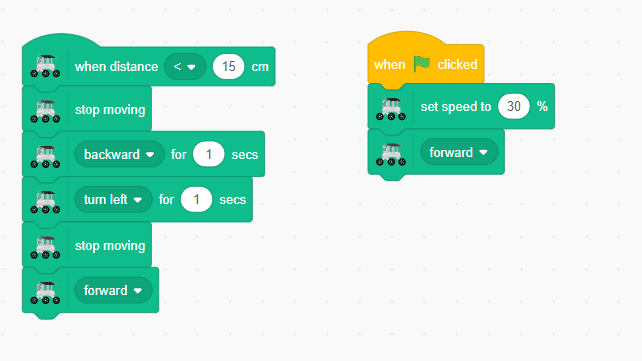 when distance < 15 cm
stop moving
backward for 1 secs
turn left for 1 secs
stop moving
forward
when clicked
set speed to 30 %
forward